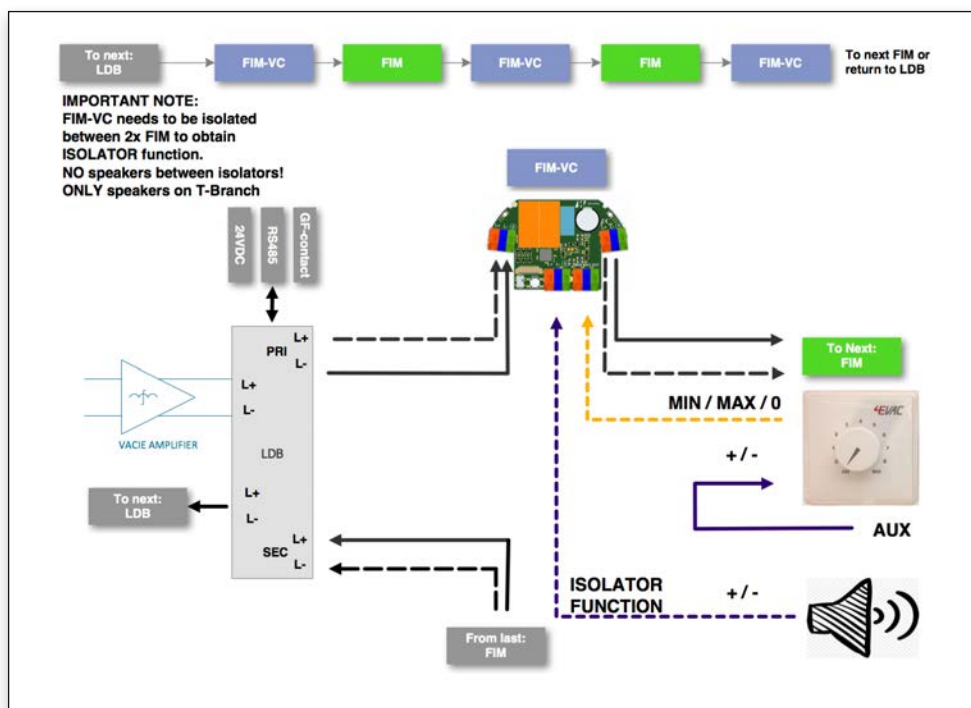 To next:
LDB
FIM-VC
FIM
FIM-VC
FIM
FIM-VC
To next FIM or
return to LDB
IMPORTANT NOTE:
FIM-VC needs to be isolated
between 2x FIM to obtain
ISOLATOR function.
NO speakers between isolators!
ONLY speakers on T-Branch
FIM-VC
24VDC
RS485
GF-contact
L+
PRI
L-
L+
L-
VACIE AMPLIFIER
LDB
To next:
LDB
L+
L-
L+
SEC
L-
From last:
FIM
To Next:
FIM
MIN / MAX / 0
EVAC
+ / -
AUX
ISOLATOR
FUNCTION
+ / -